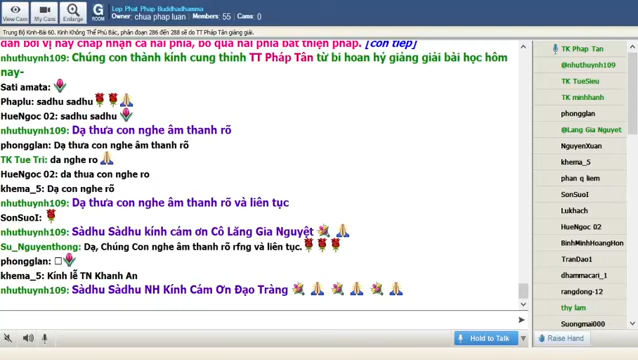 Lop Phat Phap Buddhadhamma
Owner: chua phap luan  Members: 55  Cams: 0
View Cam
My Cam
Enlarge
G
ROOM
Trung Bộ Kinh-Bài 60. Kinh Không Thể Phủ Bác, phân đoạn 286 đến 288 sẽ do TT Pháp Tân giảng giải.
dẫn bởi vị này chấp nhận cả hai phía, bỏ qua hai phía bất thiện pháp. [còn tiếp]
nhuthuynh109: Chúng con thành kính cung thỉnh TT Pháp Tân từ bi hoan hỷ giảng giải bài học hôm
nay-
Sati amata:
Phaplu: sadhu sadhu
HueNgoc 02: sadhu sadhu
nhuthuynh109: Dạ thưa con nghe âm thanh rõ
phongglan: Dạ thưa con nghe âm thanh rõ
TK Tue Tri: da nghe ro
HueNgoc 02: da thua con nghe ro
khema_5: Dạ con nghe rõ
nhuthuynh109: Dạ thưa con nghe âm thanh rõ và liên tục
SonSuoI:
nhuthuynh109: Sàdhu Sàdhu kính cám ơn Cô Lăng Gia Nguyệt
Su_Nguyenthong: Dạ, Chúng Con nghe âm thanh rõ rfng và liên tục.
phongglan:
khema_5: Kính lễ TN Khanh An
nhuthuynh109: Sàdhu Sàdhu NH Kính Cám Ơn Đạo Tràng
TK Phap Tan
@nhuthuynh109
TK TueSieu
TK minhhanh
phongglan
@Lang Gia Nguyet
NguyenXuan
khema_5
phan q liem
SonSuoI
Lukhach
HueNgoc 02
BinhMinhHoangHon
TranDao1
dhammacari_1
rangdong-12
thy lam
Suongmai000
Hold to Talk
Raise Hand